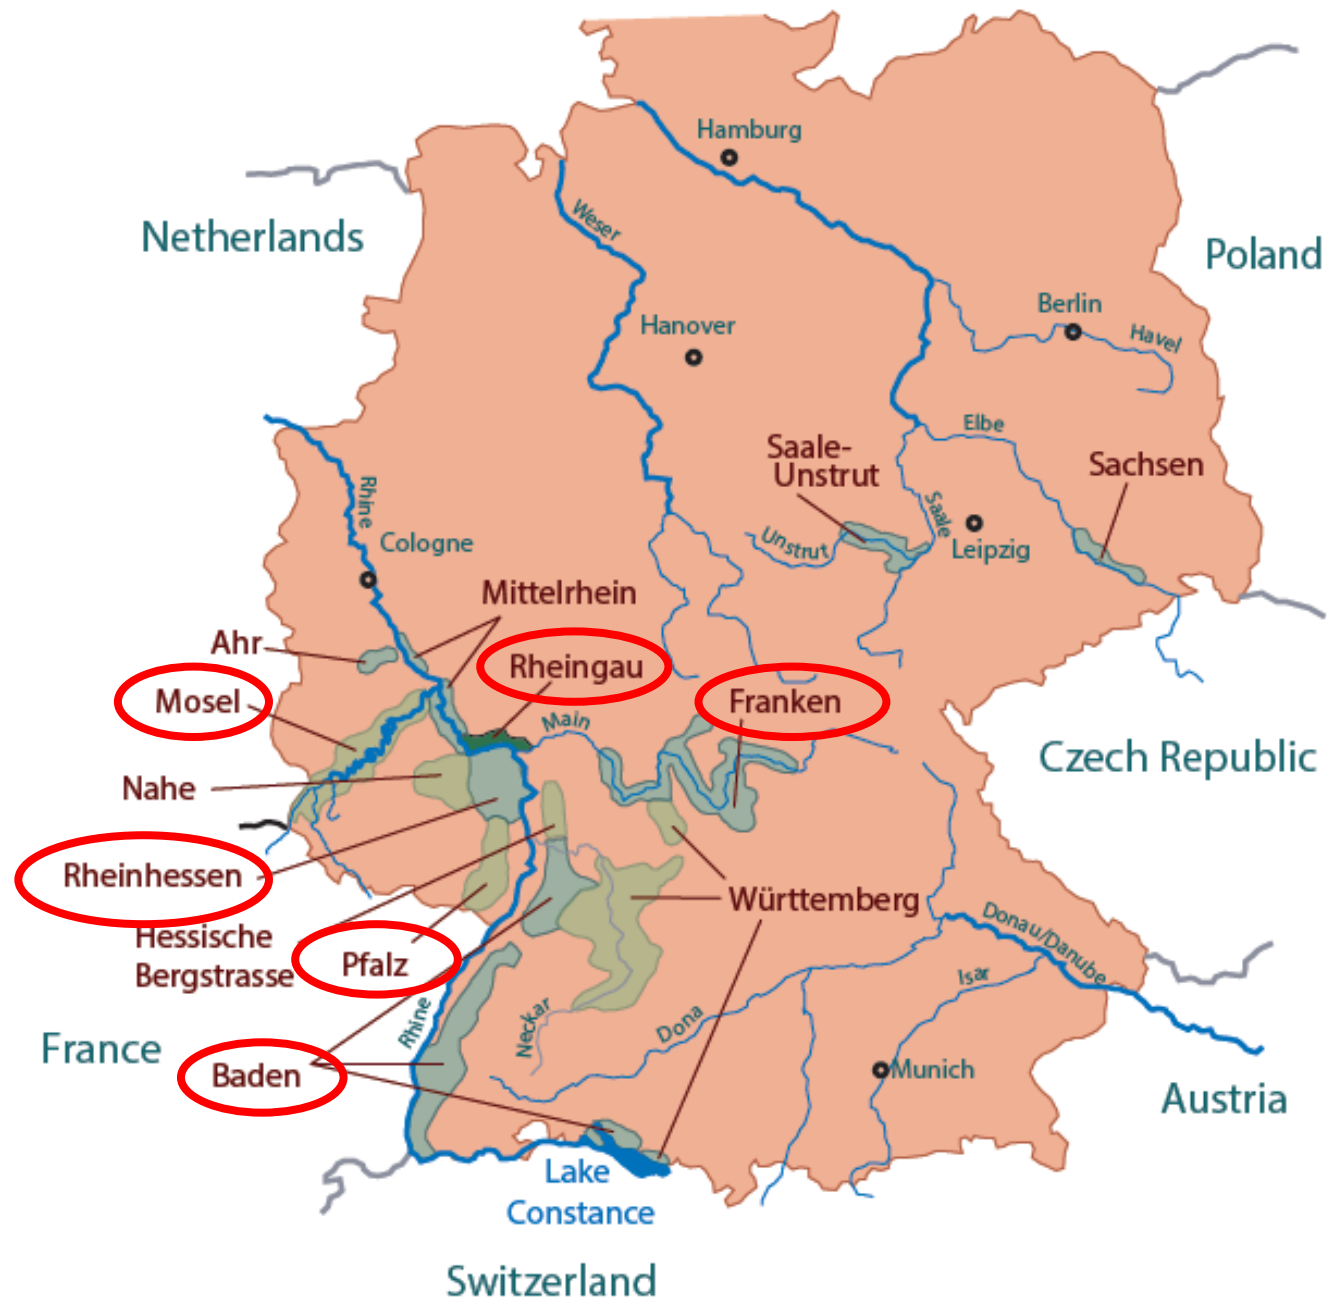 Hamburg
Netherlands
Weser
Poland
Berlin
Hanover
Havel
Elbe
Saale-
Unstrut
Sachsen
Rhine
Saale
Cologne
Unstrut
Leipzig
Mittelrhein
Ahr
Rheingau
Mosel
Franken
Main
Czech Republic
Nahe
Rheinhessen
Württemberg
Hessische
Bergstrasse
Pfalz
Donau/Danube
Isar
Rhine
Neckar
Dona
France
Baden
Munich
Austria
Lake
Constance
Switzerland